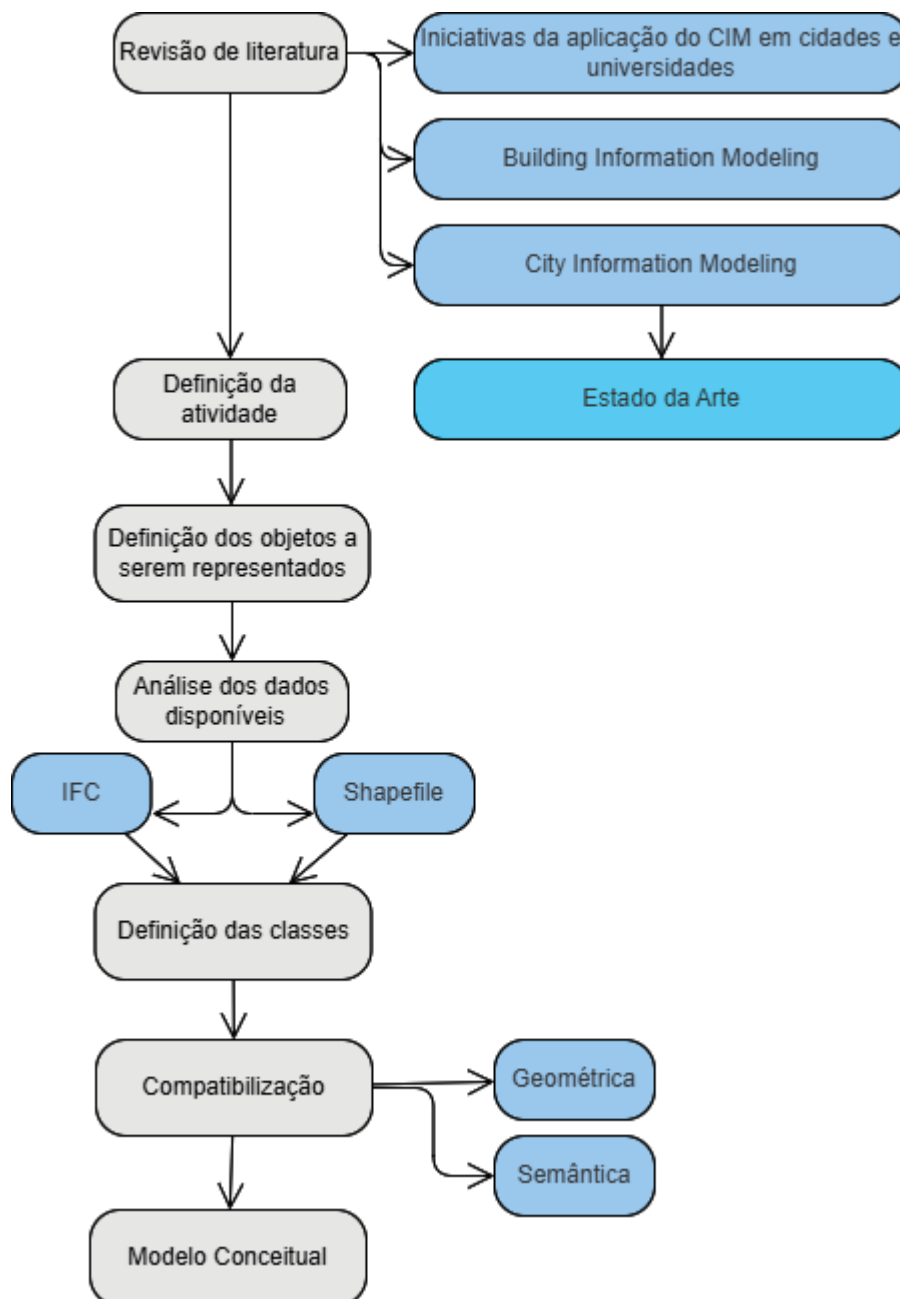 Revisão de literatura
Iniciativas da aplicação do CIM em cidades e
universidades
Building Information Modeling
City Information Modeling
Estado da Arte
Definição da
atividade
Definição dos objetos a
serem representados
Análise dos dados
disponíveis
IFC
Shapefile
Definição das classes
Compatibilização
Geométrica
Semântica
Modelo Conceitual